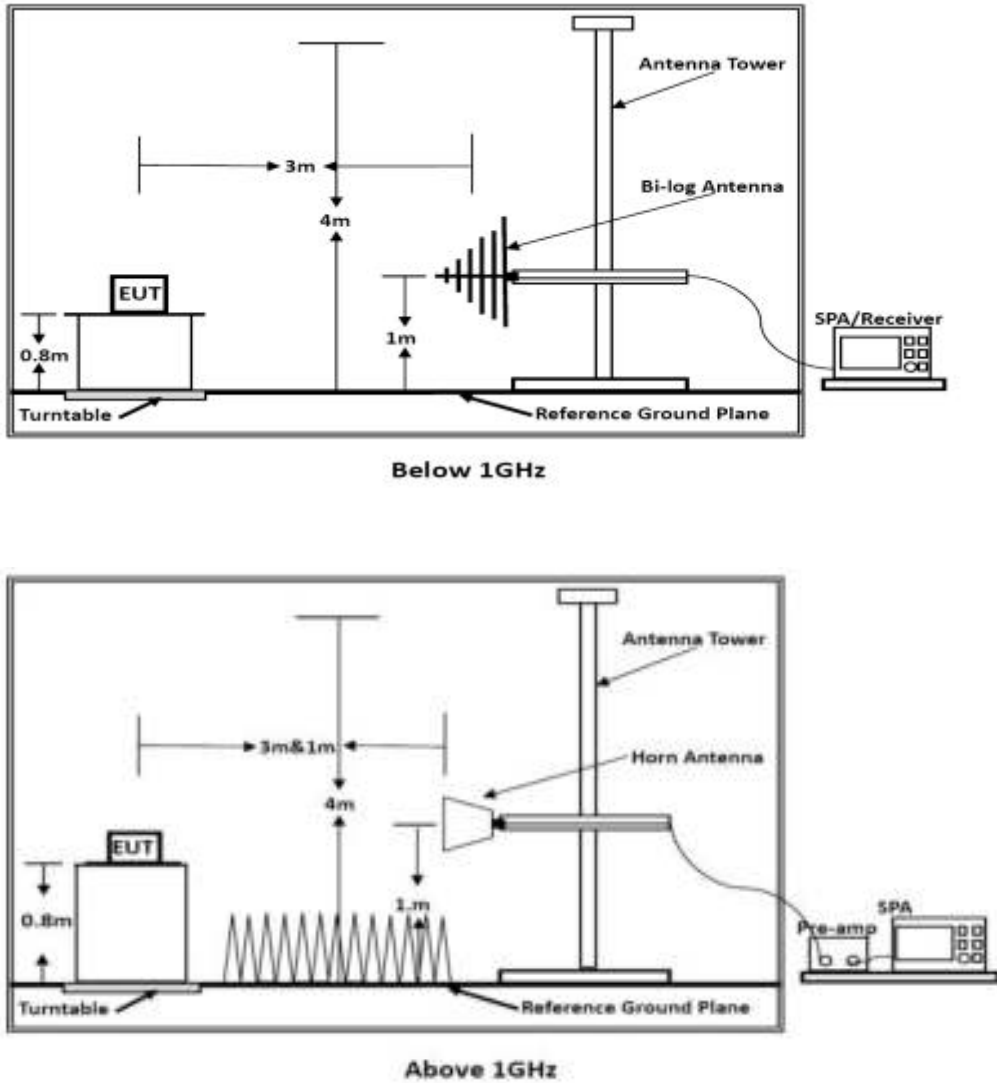 Antenna Tower
3m
Bi-log Antenna
4m
EUT
1m
SPA/Receiver
0.8m
Turntable
Reference Ground Plane
Below 1GHz
Antenna Tower
3m&1m
Horn Antenna
4m
EUT
1.m
0.8m
SPA
Pre-amp
Turntable
Reference Ground Plane
Above 1GHz